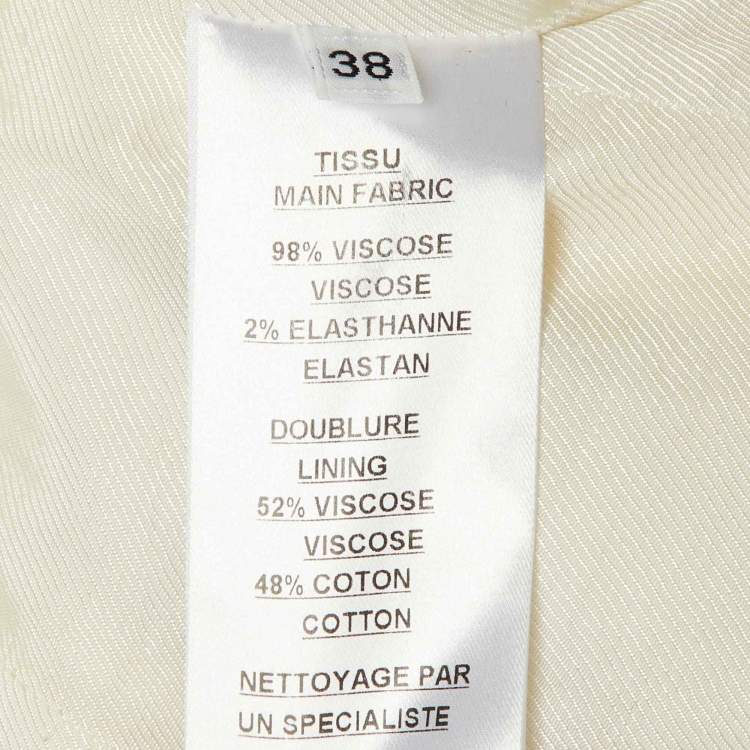 38
TISSU
MAIN FABRIC
98% VISCOSE
VISCOSE
2% ELASTHANNE
ELASTAN
DOUBLURE
LINING
52% VISCOSE
VISCOSE
48% COTON
COTTON
NETTOYAGE PAR
UN SPECIALISTE